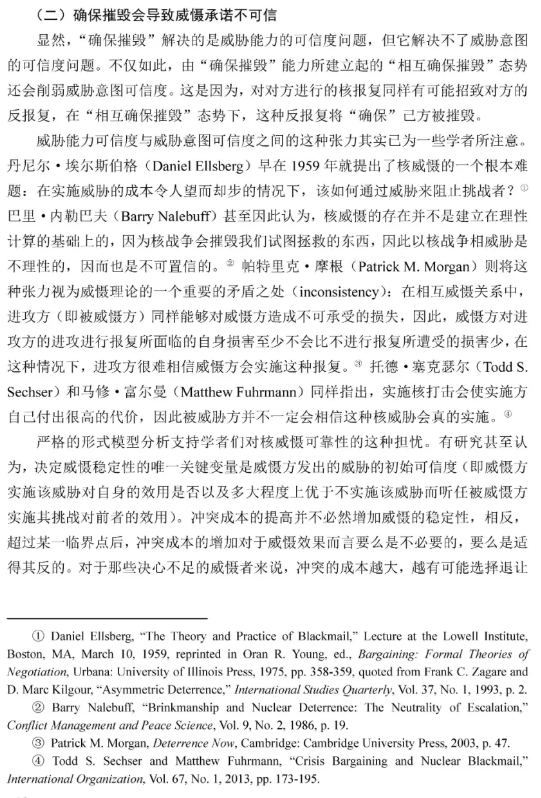 （二）确保摧毁会导致威慑承诺不可信
显然，“确保摧毁”解决的是威胁能力的可信度问题，但它解决不了威胁意图
的可信度问题。不仅如此，由“确保摧毁”能力所建立起的“相互确保摧毁”态势
还会削弱威胁意图可信度。这是因为，对对方进行的核报复同样有可能招致对方的
反报复，在“相互确保摧毁”态势下，这种反报复将“确保”己方被摧毁。
威胁能力可信度与威胁意图可信度之间的这种张力其实已为一些学者所注意。
丹尼尔·埃尔斯伯格（Daniel Ellsberg）早在 1959 年就提出了核威慑的一个根本难
题：在实施威胁的成本令人望而却步的情况下，该如何通过威胁来阻止挑战者？①
巴里·内勒巴夫（Barry Nalebuff）甚至因此认为，核威慑的存在并不是建立在理性
计算的基础上的，因为核战争会摧毁我们试图拯救的东西，因此以核战争相威胁是
不理性的，因而也是不可置信的。② 帕特里克·摩根（Patrick M. Morgan）则将这
种张力视为威慑理论的一个重要的矛盾之处（inconsistency）：在相互威慑关系中，
进攻方（即被威慑方）同样能够对威慑方造成不可承受的损失，因此，威慑方对进
攻方的进攻进行报复所面临的自身损害至少不会比不进行报复所遭受的损害少，在
这种情况下，进攻方很难相信威慑方会实施这种报复。③ 托德·塞克瑟尔（Todd S.
Sechser）和马修·富尔曼（Matthew Fuhrmann）同样指出，实施核打击会使实施方
自己付出很高的代价，因此被威胁方并不一定会相信这种核威胁会真的实施。④
严格的形式模型分析支持学者们对核威慑可靠性的这种担忧。有研究甚至认
为，决定威慑稳定性的唯一关键变量是威慑方发出的威胁的初始可信度（即威慑方
实施该威胁对自身的效用是否以及多大程度上优于不实施该威胁而听任被威慑方
实施其挑战对前者的效用）。冲突成本的提高并不必然增加威慑的稳定性，相反，
超过某一临界点后，冲突成本的增加对于威慑效果而言要么是不必要的，要么是适
得其反的。对于那些决心不足的威慑者来说，冲突的成本越大，越有可能选择退让
① Daniel Ellsberg, “The Theory and Practice of Blackmail,” Lecture at the Lowell Institute,
Boston, MA, March 10, 1959, reprinted in Oran R. Young, ed., Bargaining: Formal Theories of
Negotiation, Urbana: University of Illinois Press, 1975, pp. 358-359, quoted from Frank C. Zagare and
D. Marc Kilgour, “Asymmetric Deterrence,” International Studies Quarterly, Vol. 37, No. 1, 1993, p. 2.
② Barry Nalebuff, “Brinkmanship and Nuclear Deterrence: The Neutrality of Escalation,”
Conflict Management and Peace Science, Vol. 9, No. 2, 1986, p. 19.
③ Patrick M. Morgan, Deterrence Now, Cambridge: Cambridge University Press, 2003, p. 47.
④ Todd S. Sechser and Matthew Fuhrmann, “Crisis Bargaining and Nuclear Blackmail,”
International Organization, Vol. 67, No. 1, 2013, pp. 173-195.